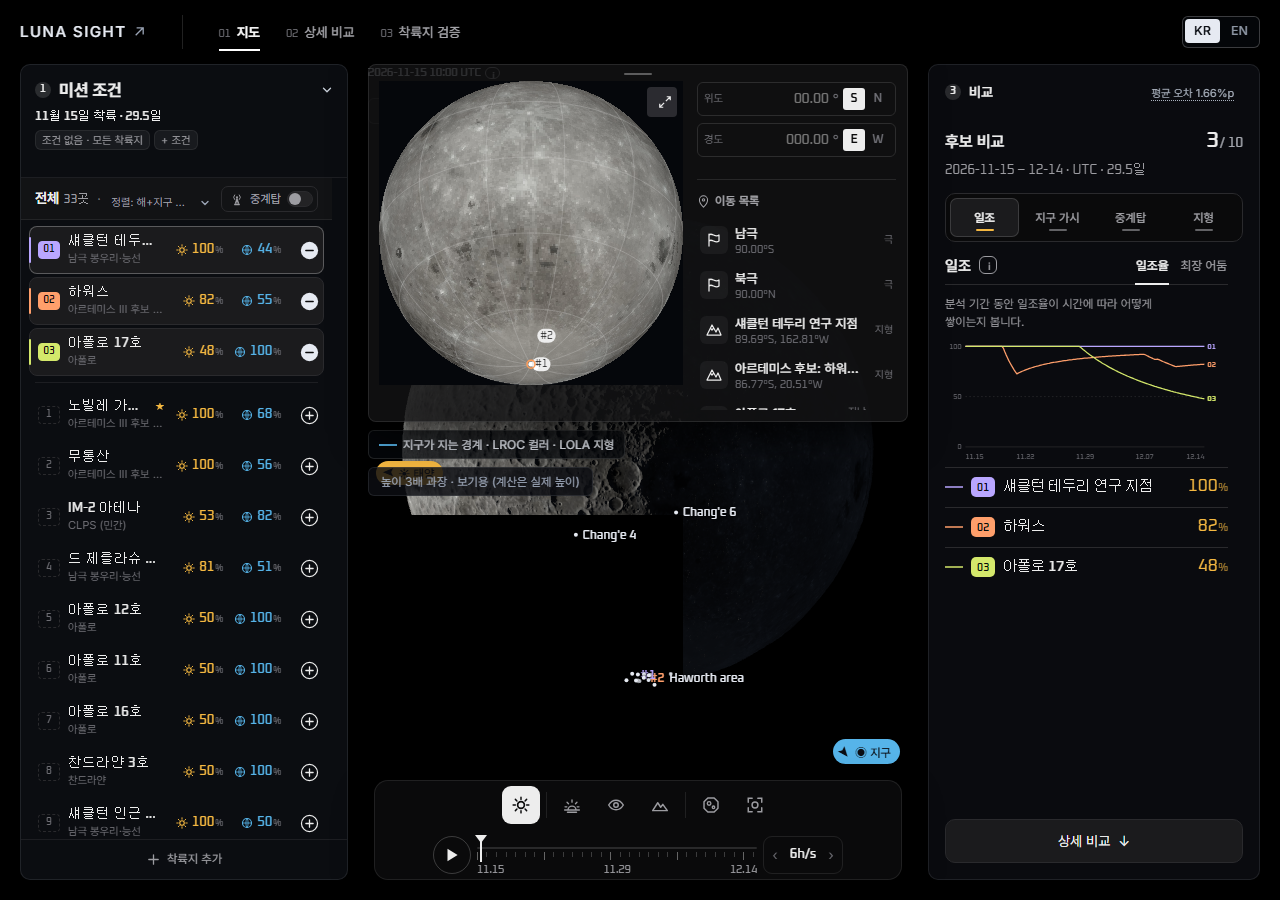 LUNA SIGHT ↗
01 지도
02 상세 비교
03 착륙지 검증
KR EN
1 미션 조건
11월 15일 착륙 · 29.5일
조건 없음 · 모든 착륙지
+ 조건
전체 33곳 ·
정렬: 해+지구 ...
중계탑
01 섀클턴 테두... 100% 44%
남극 봉우리·능선
02 하워스 82% 55%
아르테미스 III 후보 ...
03 아폴로 17호 48% 100%
아폴로
1 노빌레 가... ★ 100% 68%
아르테미스 III 후보 ...
2 무통산 100% 56%
아르테미스 III 후보 ...
3 IM-2 아테나 53% 82%
CLPS (민간)
4 드 제를라슈 ... 81% 51%
남극 봉우리·능선
5 아폴로 12호 50% 100%
아폴로
6 아폴로 11호 50% 100%
아폴로
7 아폴로 16호 50% 100%
아폴로
8 찬드라얀 3호 50% 100%
찬드라얀
9 섀클턴 인근 ... 100% 50%
남극 봉우리·능선
+ 착륙지 추가
2026-11-15 10:00 UTC
#2
#1
위도 00.00 ° S N
경도 000.00 ° E W
이동 목록
남극 극
90.00°S
북극 극
90.00°N
섀클턴 테두리 연구 지점 지형
89.69°S, 162.81°W
아르테미스 후보: 하워... 지형
86.77°S, 20.51°W
지구가 지는 경계 · LROC 컬러 · LOLA 지형
높이 3배 과장 · 보기용 (계산은 실제 높이)
Chang'e 6
Chang'e 4
#2 Haworth area
지구
11.15 11.29 12.14
‹ 6h/s ›
3 비교
평균 오차 1.66%p
후보 비교 3 / 10
2026-11-15 – 12-14 · UTC · 29.5일
일조
지구 가시
중계탑
지형
일조 i
일조율 최장 어둠
분석 기간 동안 일조율이 시간에 따라 어떻게
쌓이는지 봅니다.
100
50
0
01
02
03
11.15 11.22 11.29 12.07 12.14
01 섀클턴 테두리 연구 지점 100%
02 하워스 82%
03 아폴로 17호 48%
상세 비교 ↓